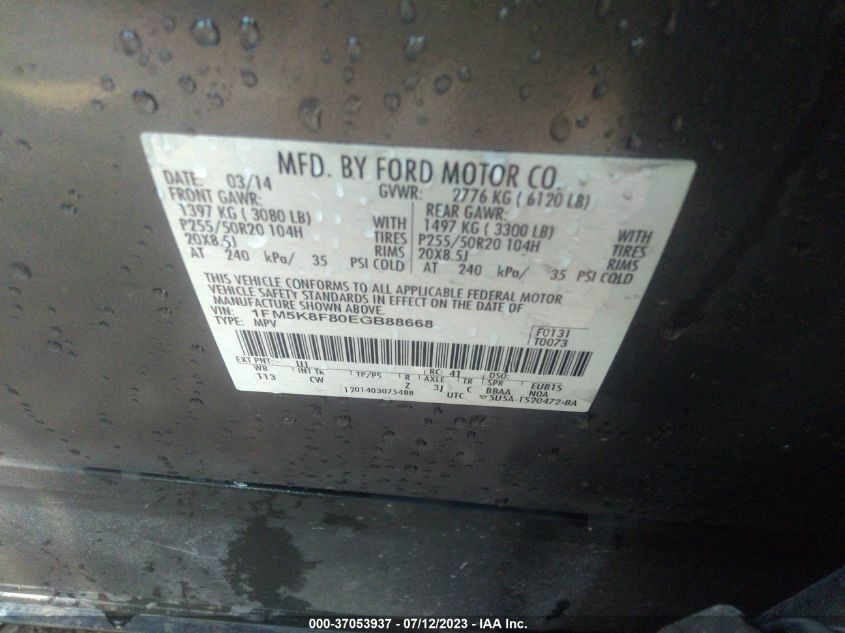 MFD. BY FORD MOTOR CO.
DATE: 03/14 GVWR: 2776 KG ( 6120 LB)
FRONT GAWR: REAR GAWR:
1397 KG ( 3080 LB) WITH 1497 KG ( 3300 LB) WITH
P255/50R20 104H TIRES P255/50R20 104H TIRES
20X8.5J RIMS 20X8.5J RIMS
AT 240 kPa/ 35 PSI COLD AT 240 kPa/ 35 PSI COLD
THIS VEHICLE CONFORMS TO ALL APPLICABLE FEDERAL MOTOR
VEHICLE SAFETY STANDARDS IN EFFECT ON THE DATE OF
MANUFACTURE SHOWN ABOVE.
VIN: 1FM5K8F80EGB88668
TYPE: MPV
F0131
T0073
EXT PNT: UJ RC: 41 DSO:
WB INT TR TP/PS R AXLE TR SPR EUB1S
113 CW Z 3J C BBAA N0A
1201403075488 UTC 5U5A-1520472-BA
000-37053937 - 07/12/2023 - IAA Inc.